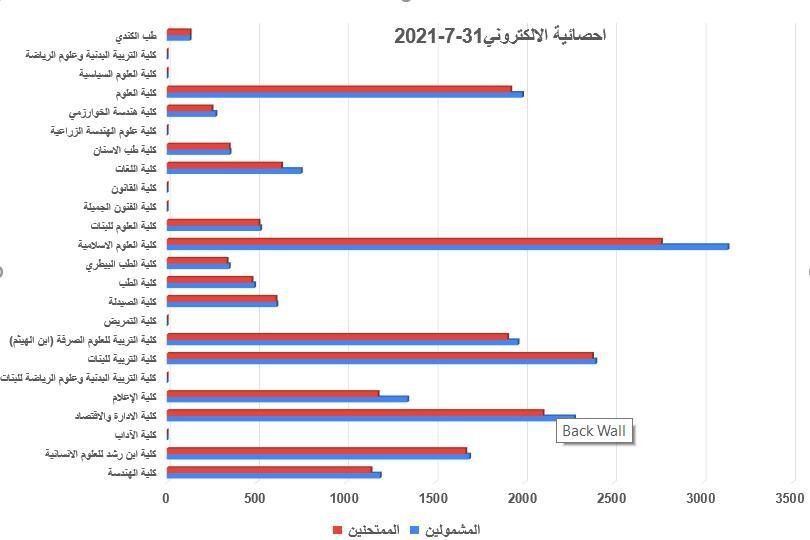 احصائية الالكتروني31-7-2021
طب الكندي
كلية التربية البدنية وعلوم الرياضة
كلية العلوم السياسية
كلية العلوم
كلية هندسة الخوارزمي
كلية علوم الهندسة الزراعية
كلية طب الاسنان
كلية اللغات
كلية القانون
كلية الفنون الجميلة
كلية العلوم للبنات
كلية العلوم الاسلامية
كلية الطب البيطري
كلية الطب
كلية الصيدلة
كلية التمريض
كلية التربية للعلوم الصرفة (ابن الهيثم)
كلية التربية للبنات
كلية التربية البدنية وعلوم الرياضة للبنات
كلية الإعلام
كلية الادارة والاقتصاد
Back Wall
كلية الآداب
كلية ابن رشد للعلوم الانسانية
كلية الهندسة
0 500 1000 1500 2000 2500 3000 3500
المشمولين الممتحنين